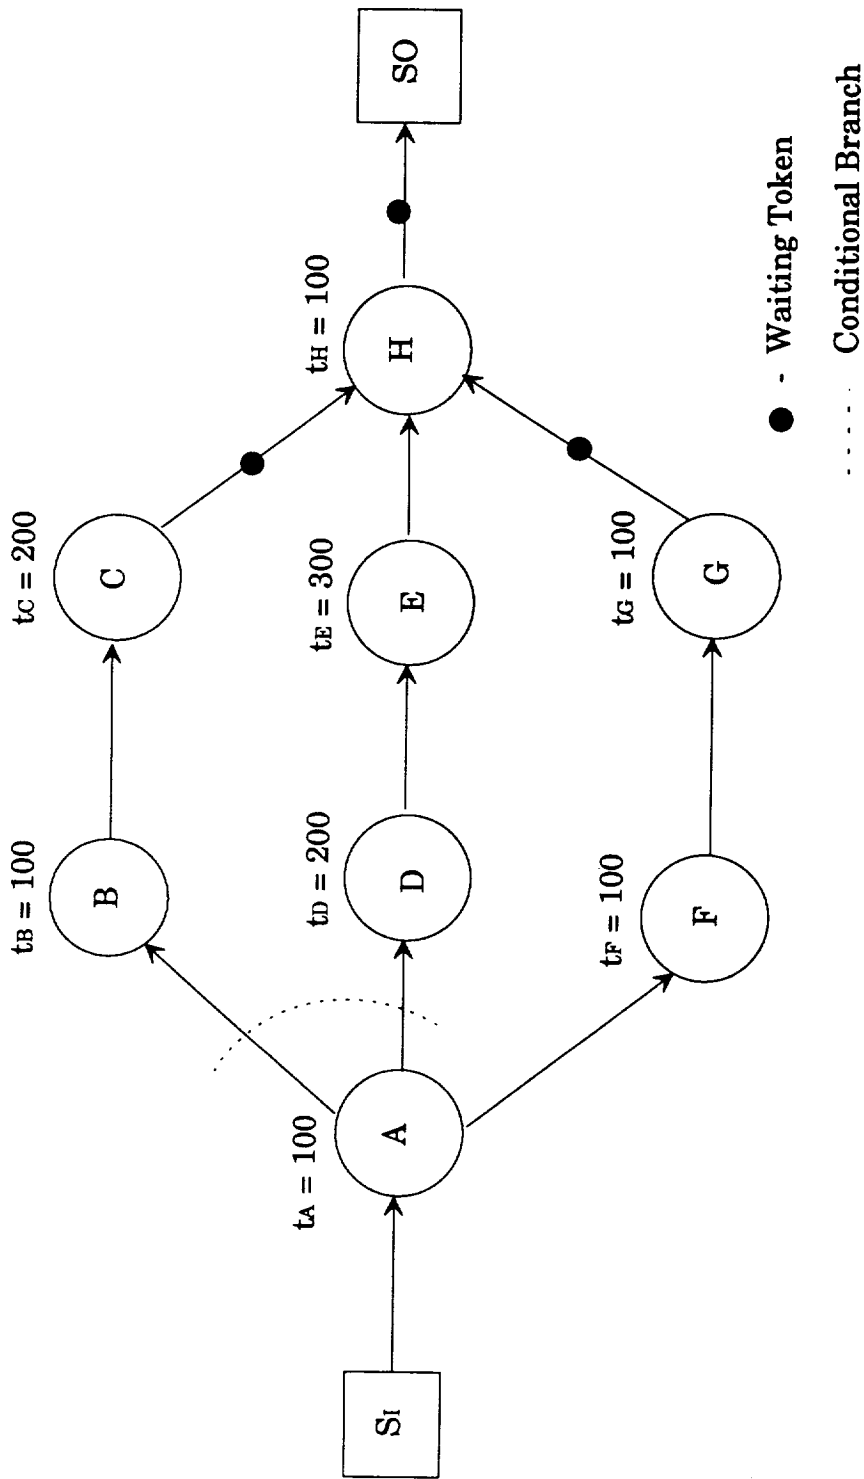 SI
tA = 100
A
tB = 100
B
tC = 200
C
tD = 200
D
tE = 300
E
tF = 100
F
tG = 100
G
tH = 100
H
SO
- Waiting Token
Conditional Branch